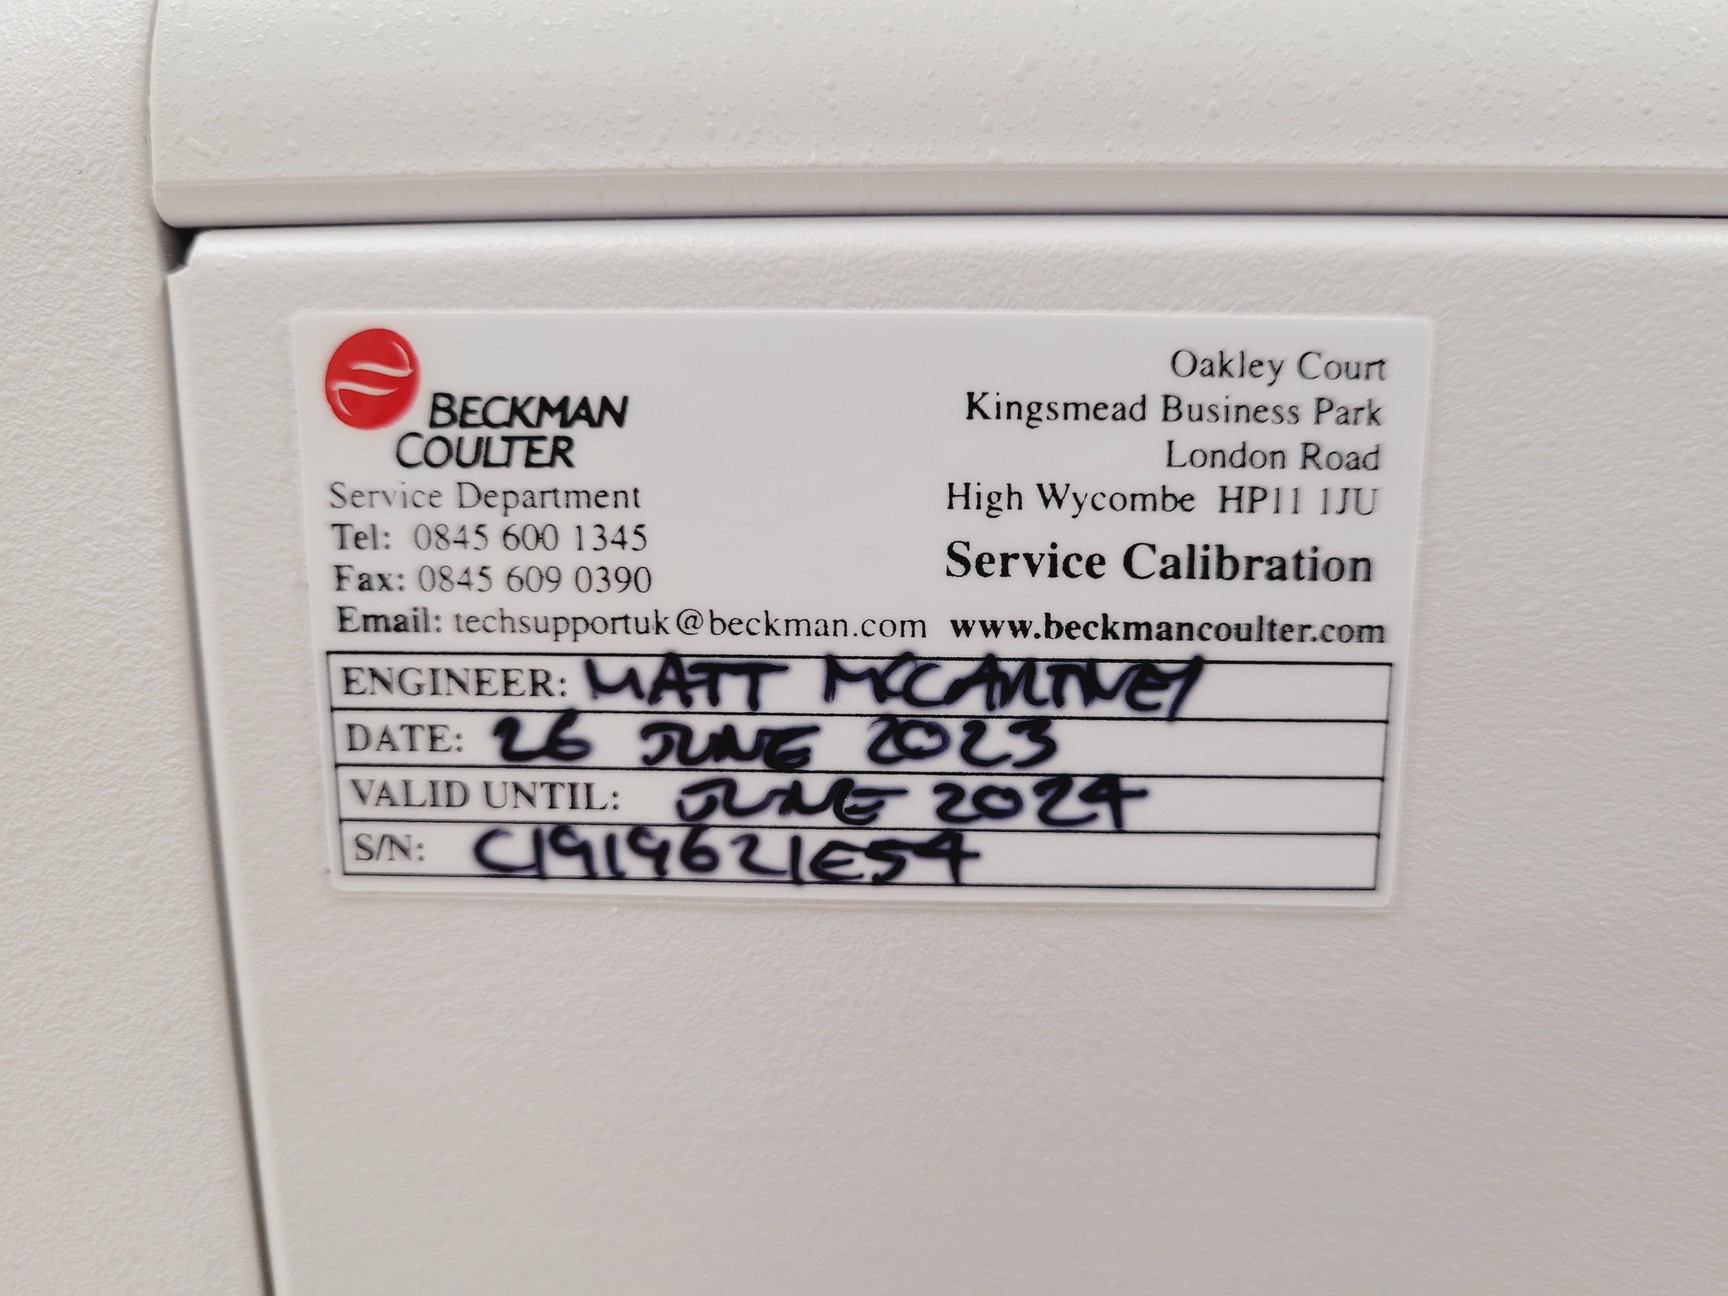 BECKMAN
COULTER
Service Department
Tel: 0845 600 1345
Fax: 0845 609 0390
Email: techsupportuk@beckman.com
Oakley Court
Kingsmead Business Park
London Road
High Wycombe HP11 1JU
Service Calibration
www.beckmancoulter.com
ENGINEER: MATT MCCARTNEY
DATE: 26 JUNE 2023
VALID UNTIL: JUNE 2024
S/N: C1919621E54